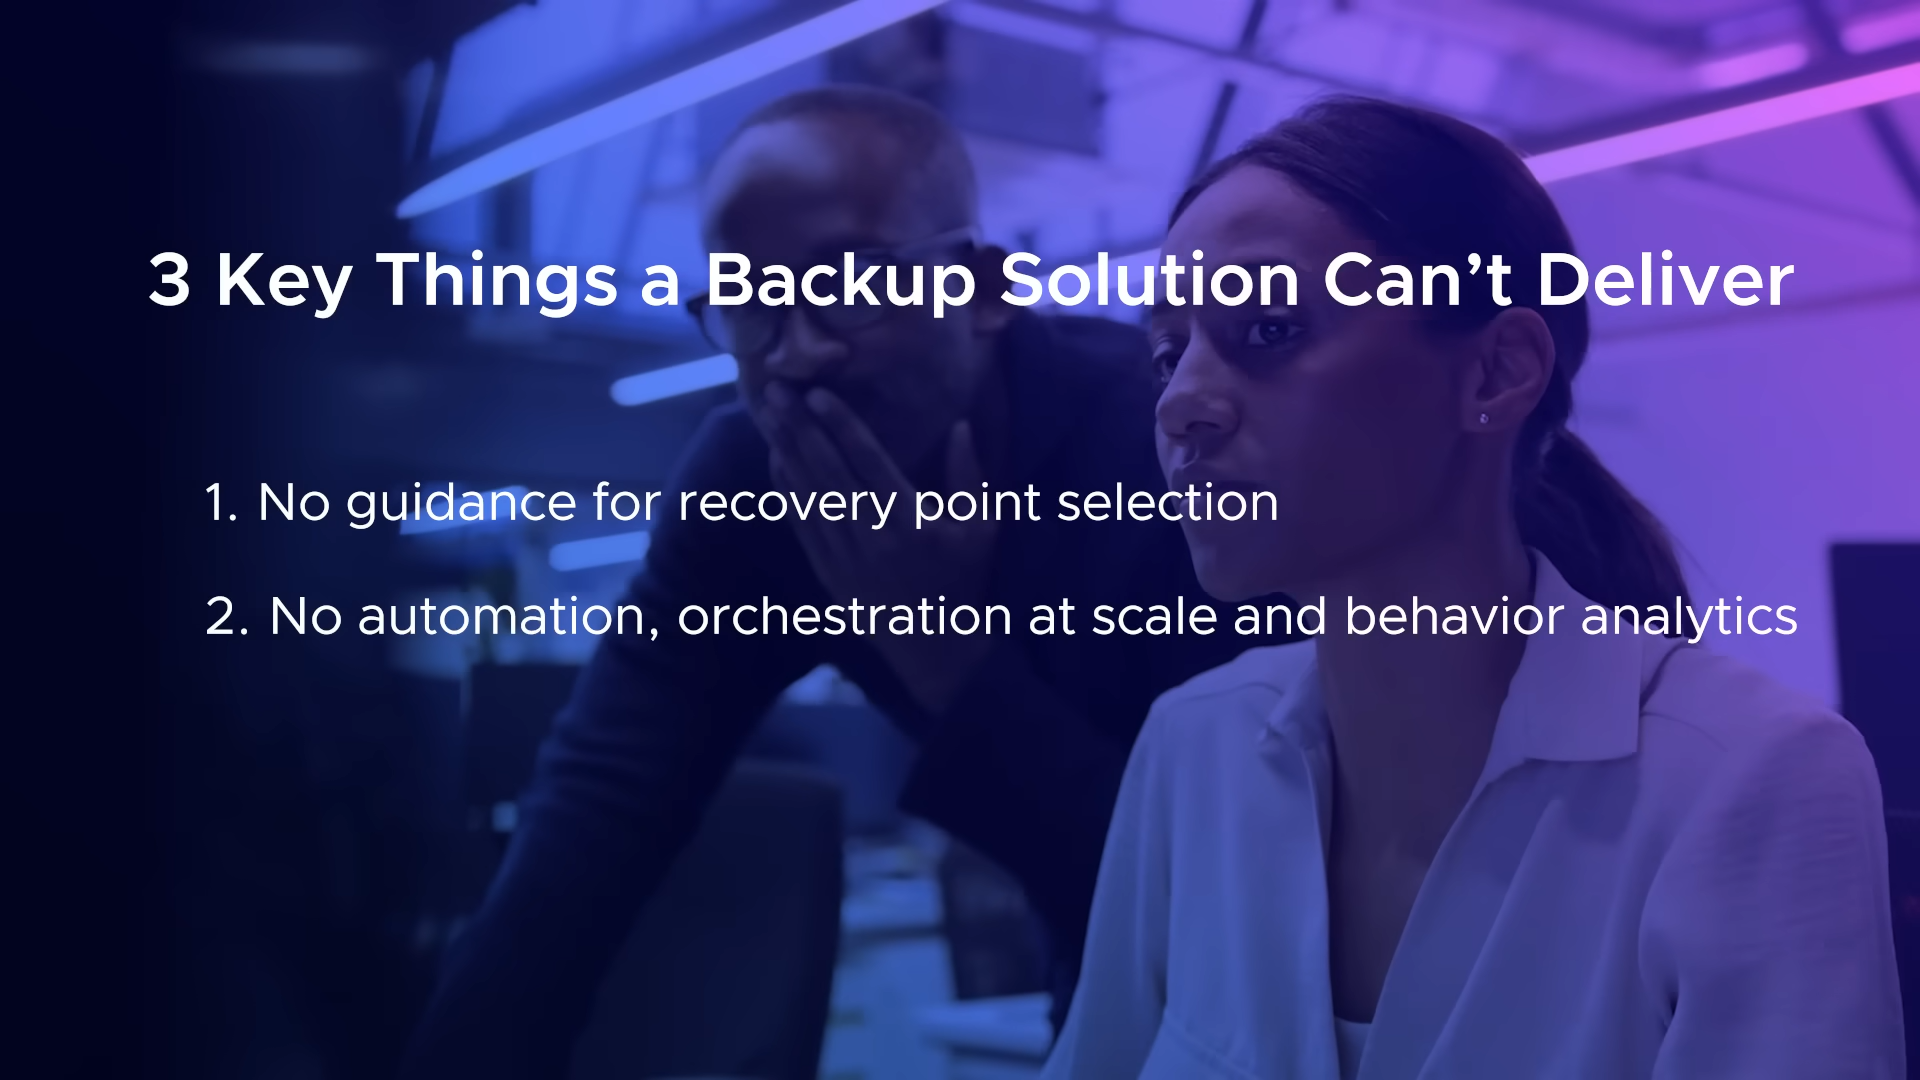 3 Key Things a Backup Solution Can’t Deliver
1. No guidance for recovery point selection
2. No automation, orchestration at scale and behavior analytics